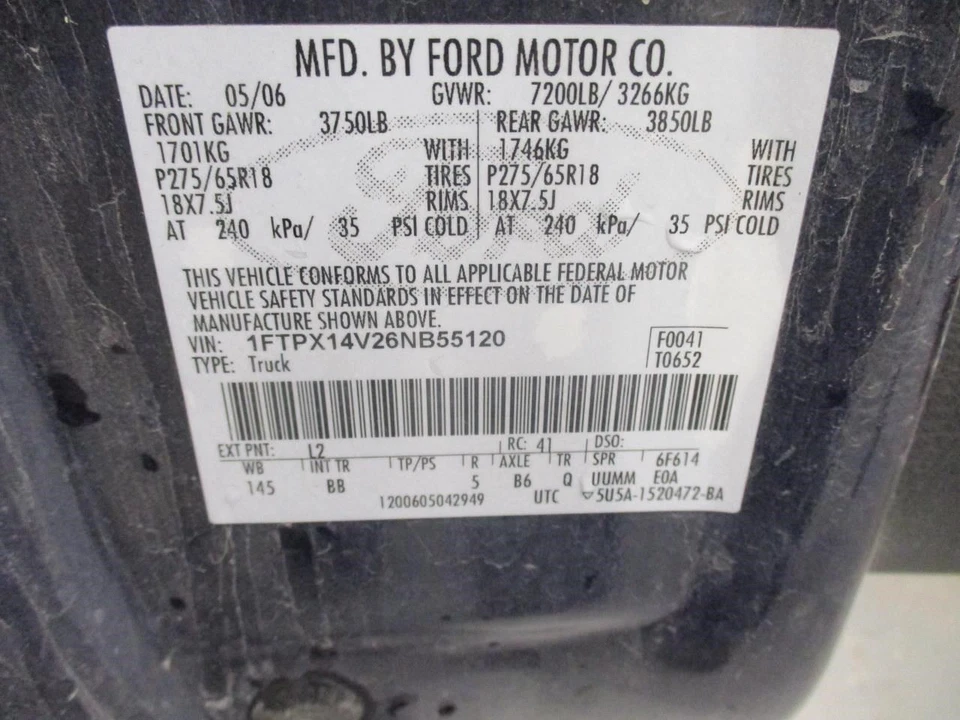 MFD. BY FORD MOTOR CO.
DATE: 05/06 GVWR: 7200LB/ 3266KG
FRONT GAWR: 3750LB REAR GAWR: 3850LB
1701KG WITH 1746KG WITH
P275/65R18 TIRES P275/65R18 TIRES
18X7.5J RIMS 18X7.5J RIMS
AT 240 kPa/ 35 PSI COLD AT 240 kPa/ 35 PSI COLD
Ford
THIS VEHICLE CONFORMS TO ALL APPLICABLE FEDERAL MOTOR
VEHICLE SAFETY STANDARDS IN EFFECT ON THE DATE OF
MANUFACTURE SHOWN ABOVE.
VIN: 1FTPX14V26NB55120 F0041
TYPE: Truck T0652
EXT PNT: L2 RC: 41 DSO:
WB INT TR TP/PS R AXLE TR SPR 6F614
145 BB 5 B6 Q UUMM E0A
1200605042949 UTC 5U5A-1520472-BA